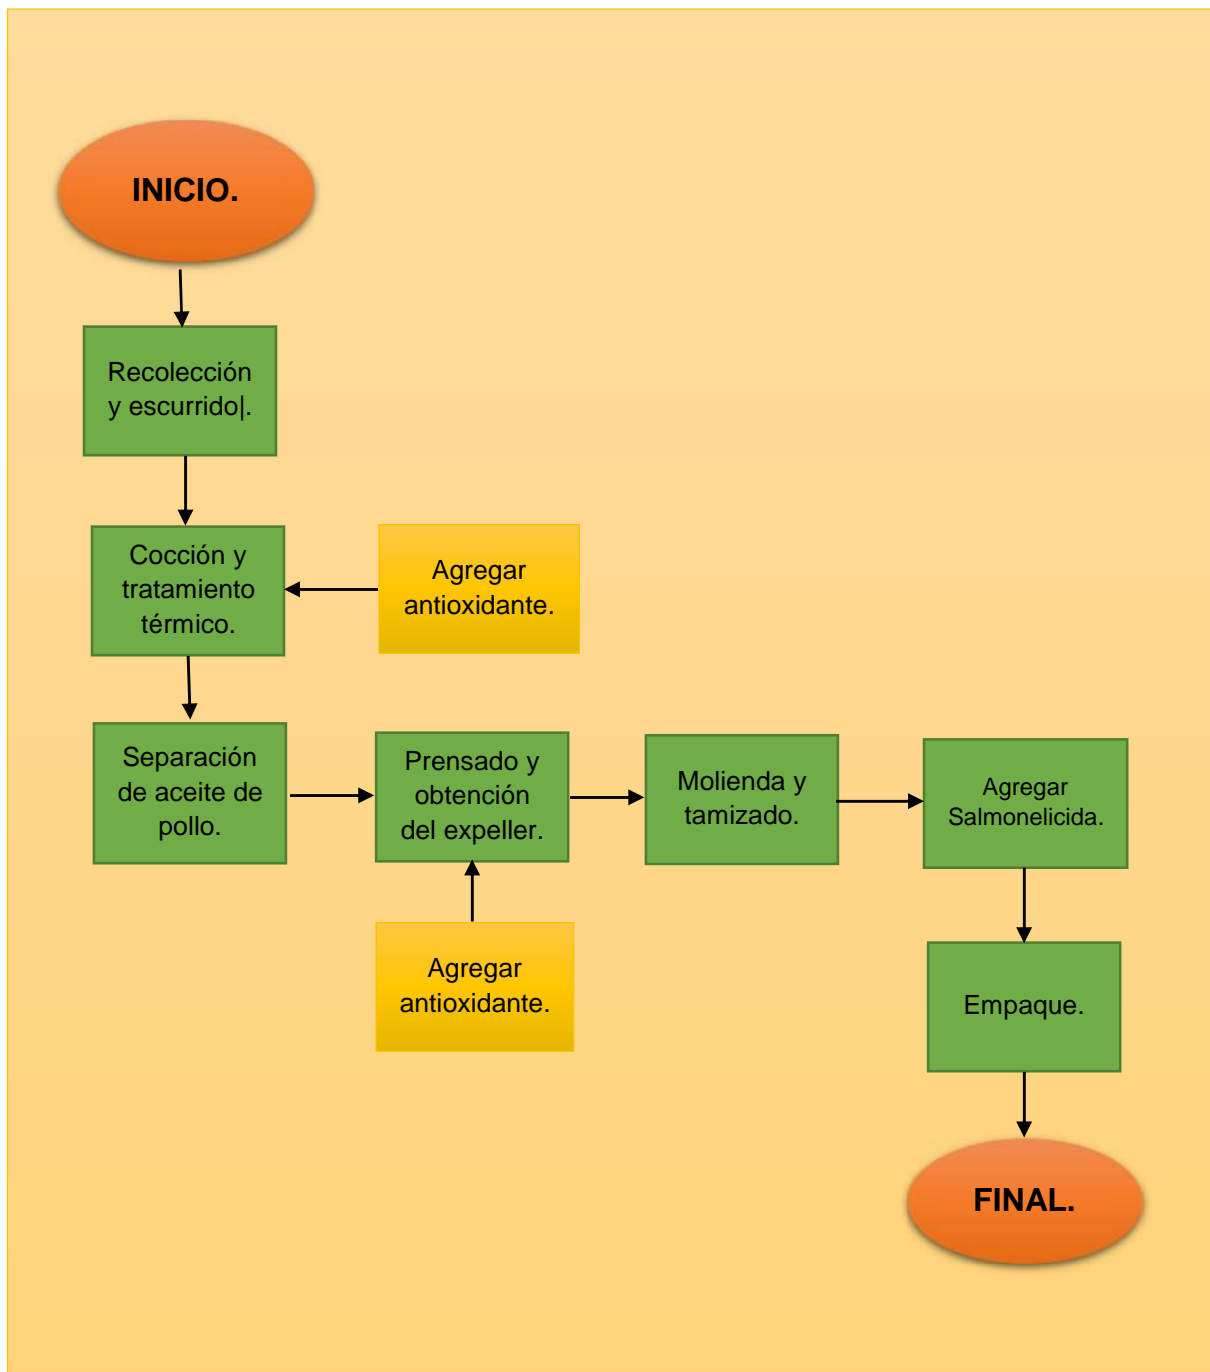 INICIO.
Recolección
y escurrido|.
Cocción y
tratamiento
térmico.
Agregar
antioxidante.
Separación
de aceite de
pollo.
Prensado y
obtención
del expeller.
Molienda y
tamizado.
Agregar
Salmonelicida.
Agregar
antioxidante.
Empaque.
FINAL.